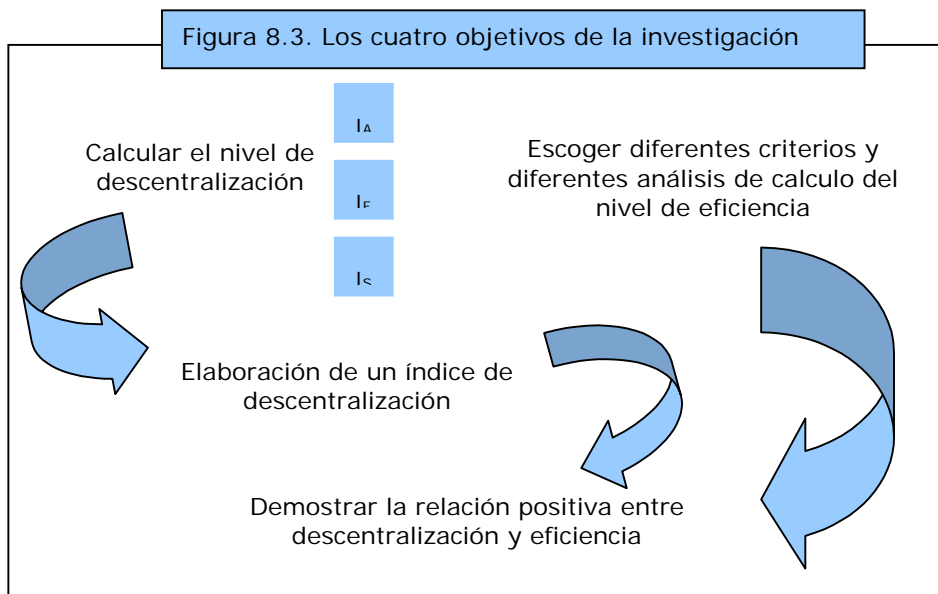 Figura 8.3. Los cuatro objetivos de la investigación
Calcular el nivel de
descentralización
I_A
I_S
Escoger diferentes criterios y
diferentes análisis de calculo del
nivel de eficiencia
Elaboración de un índice de
descentralización
Demostrar la relación positiva entre
descentralización y eficiencia